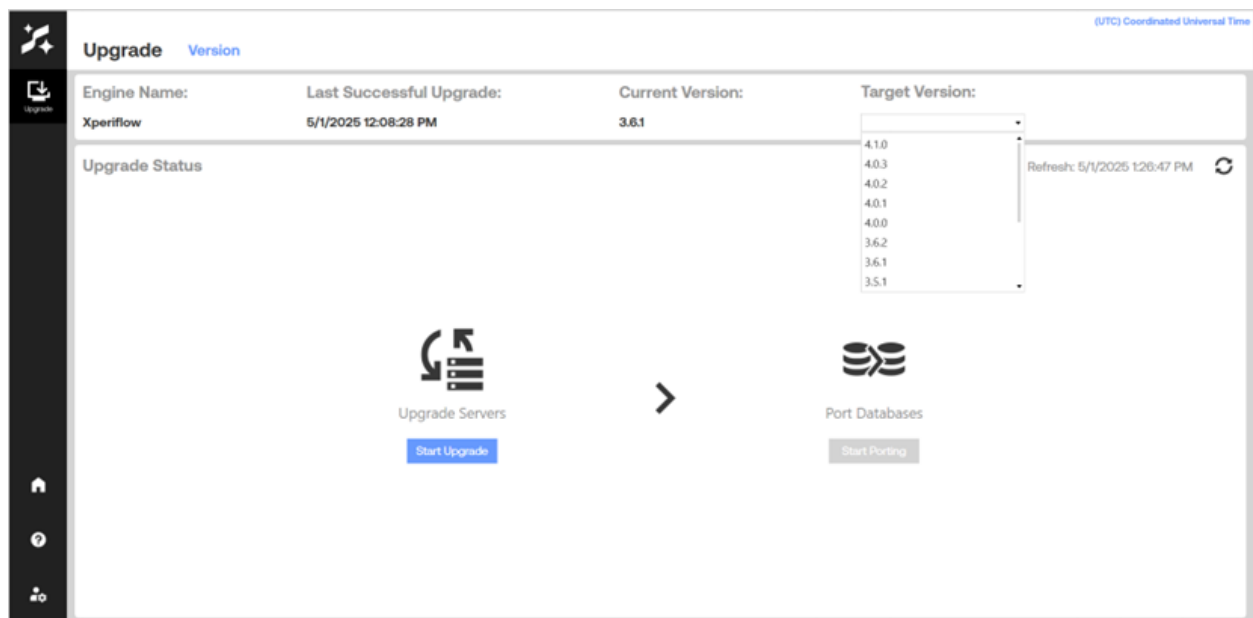 (UTC) Coordinated Universal Time
Upgrade Version
Upgrade
Engine Name: Last Successful Upgrade: Current Version: Target Version:
Xperiflow 5/1/2025 12:08:28 PM 3.6.1
4.1.0
4.0.3
4.0.2
4.0.1
4.0.0
3.6.2
3.6.1
3.5.1
Upgrade Status Refresh: 5/1/2025 1:26:47 PM
Upgrade Servers Port Databases
Start Upgrade Start Porting